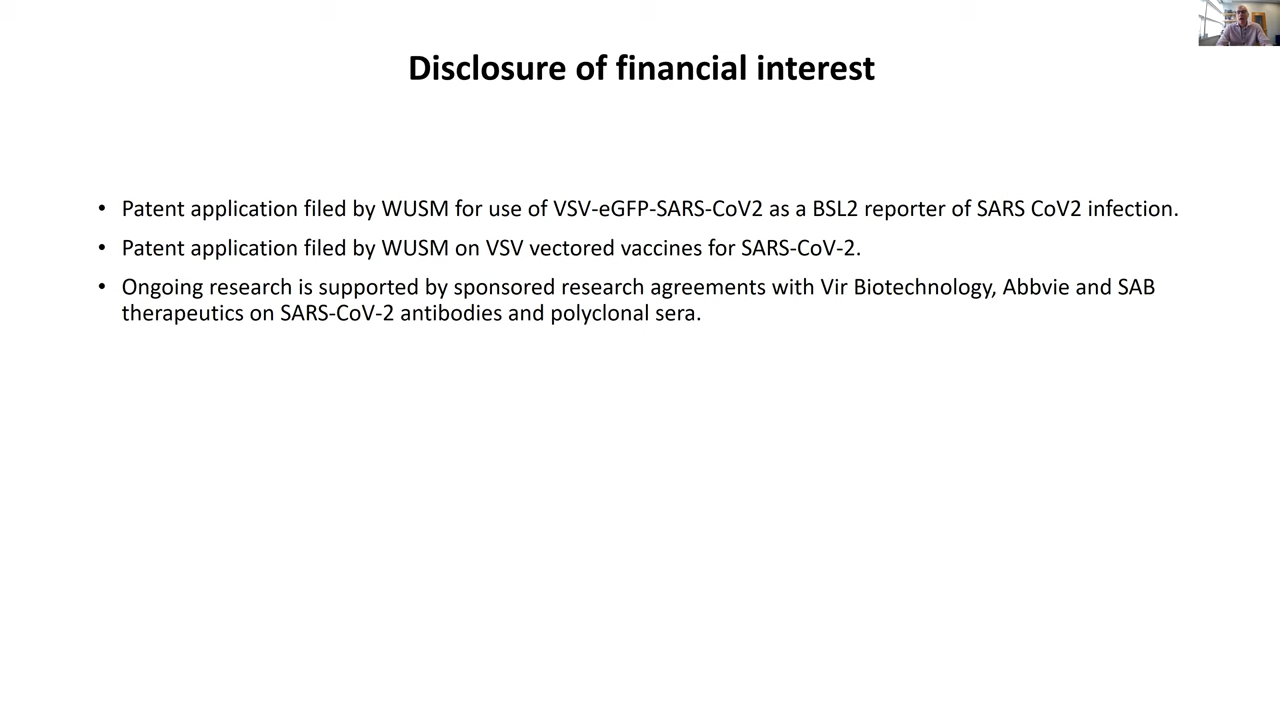 Disclosure of financial interest
• Patent application filed by WUSM for use of VSV-eGFP-SARS-CoV2 as a BSL2 reporter of SARS CoV2 infection.
• Patent application filed by WUSM on VSV vectored vaccines for SARS-CoV-2.
• Ongoing research is supported by sponsored research agreements with Vir Biotechnology, Abbvie and SAB
therapeutics on SARS-CoV-2 antibodies and polyclonal sera.